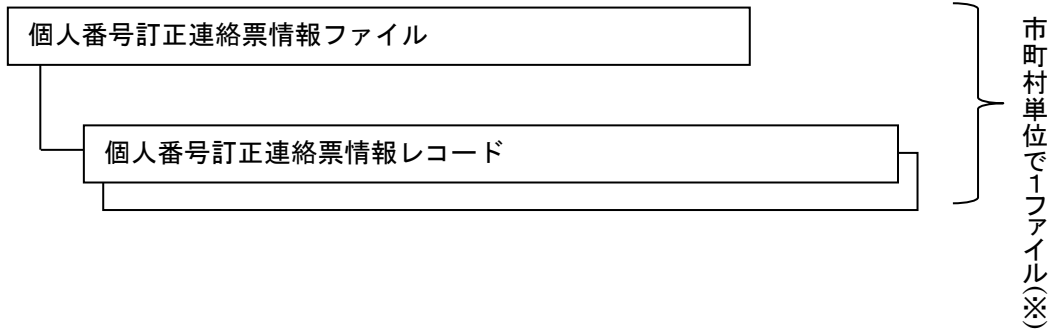 個人番号訂正連絡票情報ファイル
個人番号訂正連絡票情報レコード
市町村単位で1ファイル(※)